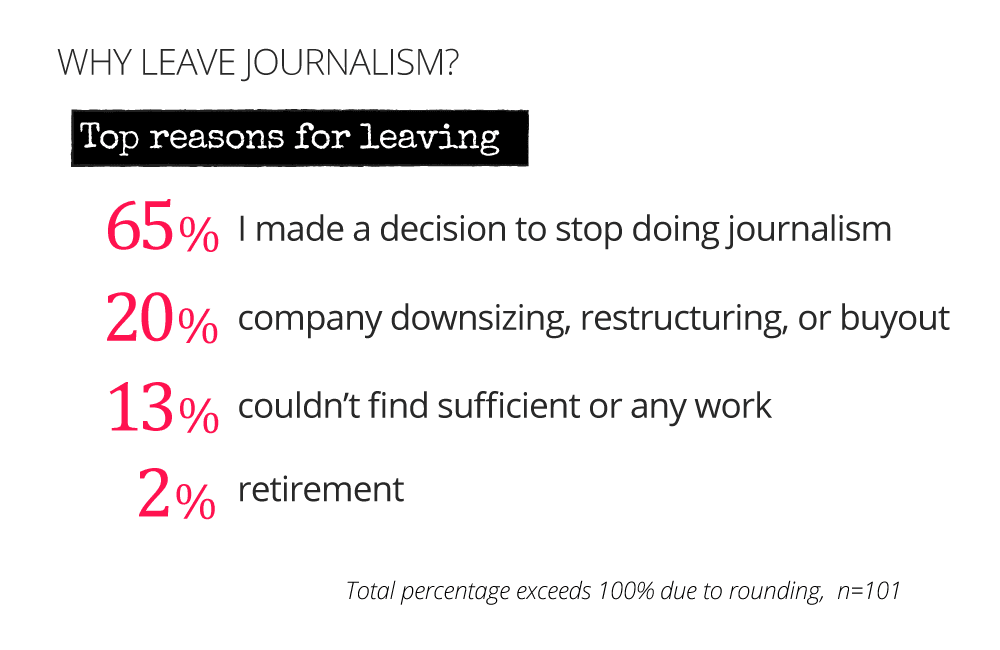 WHY LEAVE JOURNALISM?
Top reasons for leaving
65% I made a decision to stop doing journalism
20% company downsizing, restructuring, or buyout
13% couldn’t find sufficient or any work
2% retirement
Total percentage exceeds 100% due to rounding, n=101